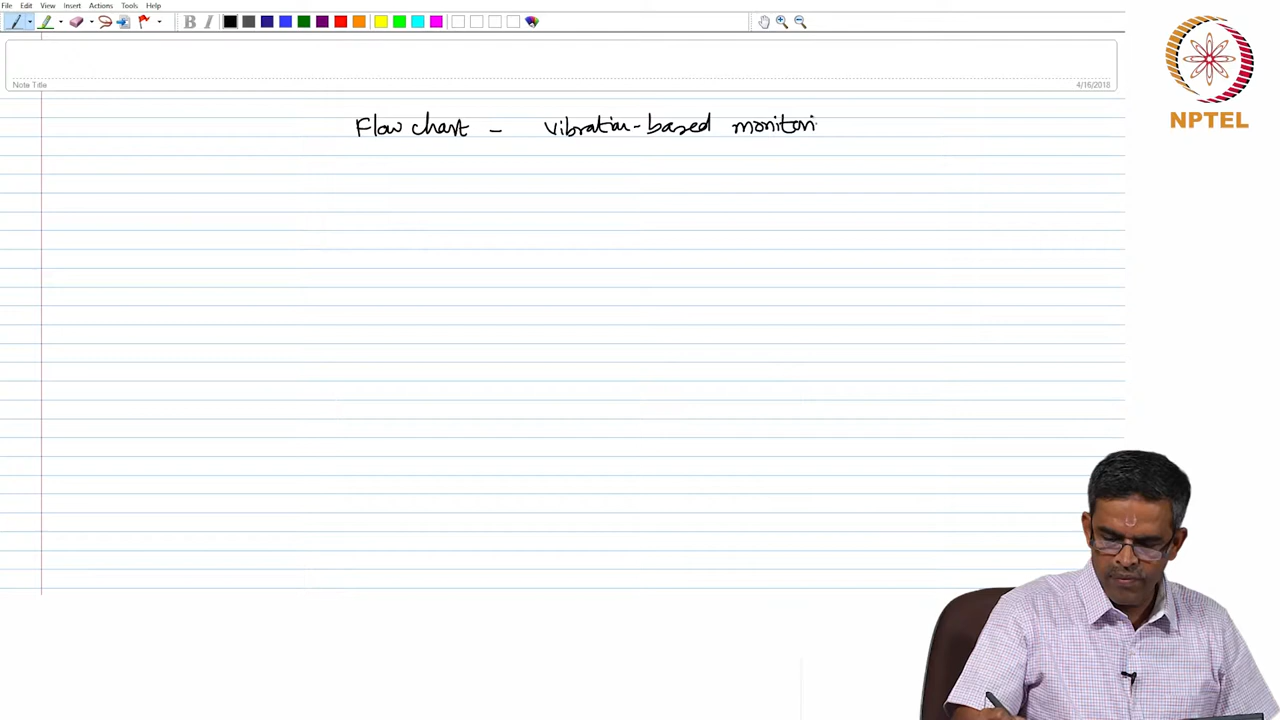 File Edit View Insert Actions Tools Help
B I
Note Title
4/16/2018
NPTEL
Flow chart - vibration-based monitori